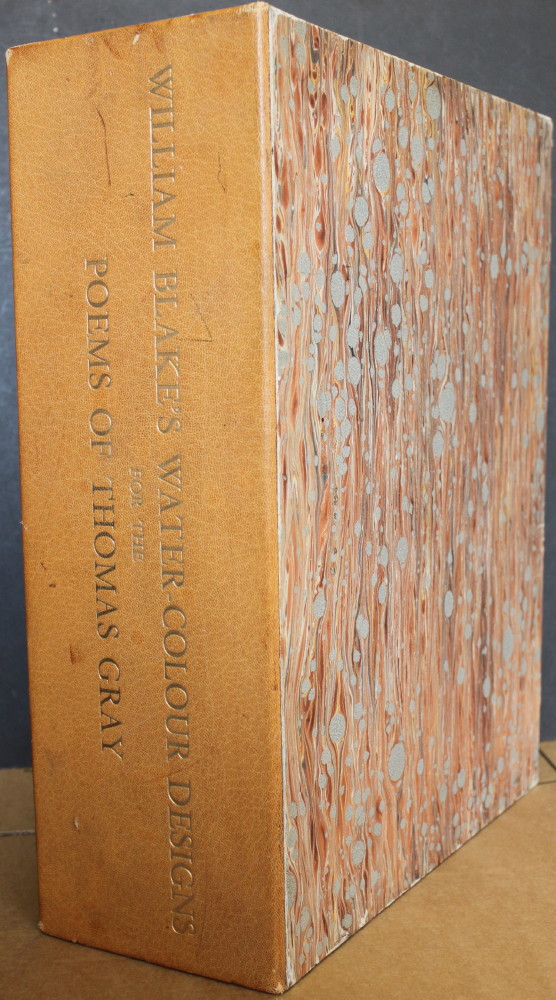 WILLIAM BLAKE'S WATER-COLOUR DESIGNS
FOR THE
POEMS OF THOMAS GRAY